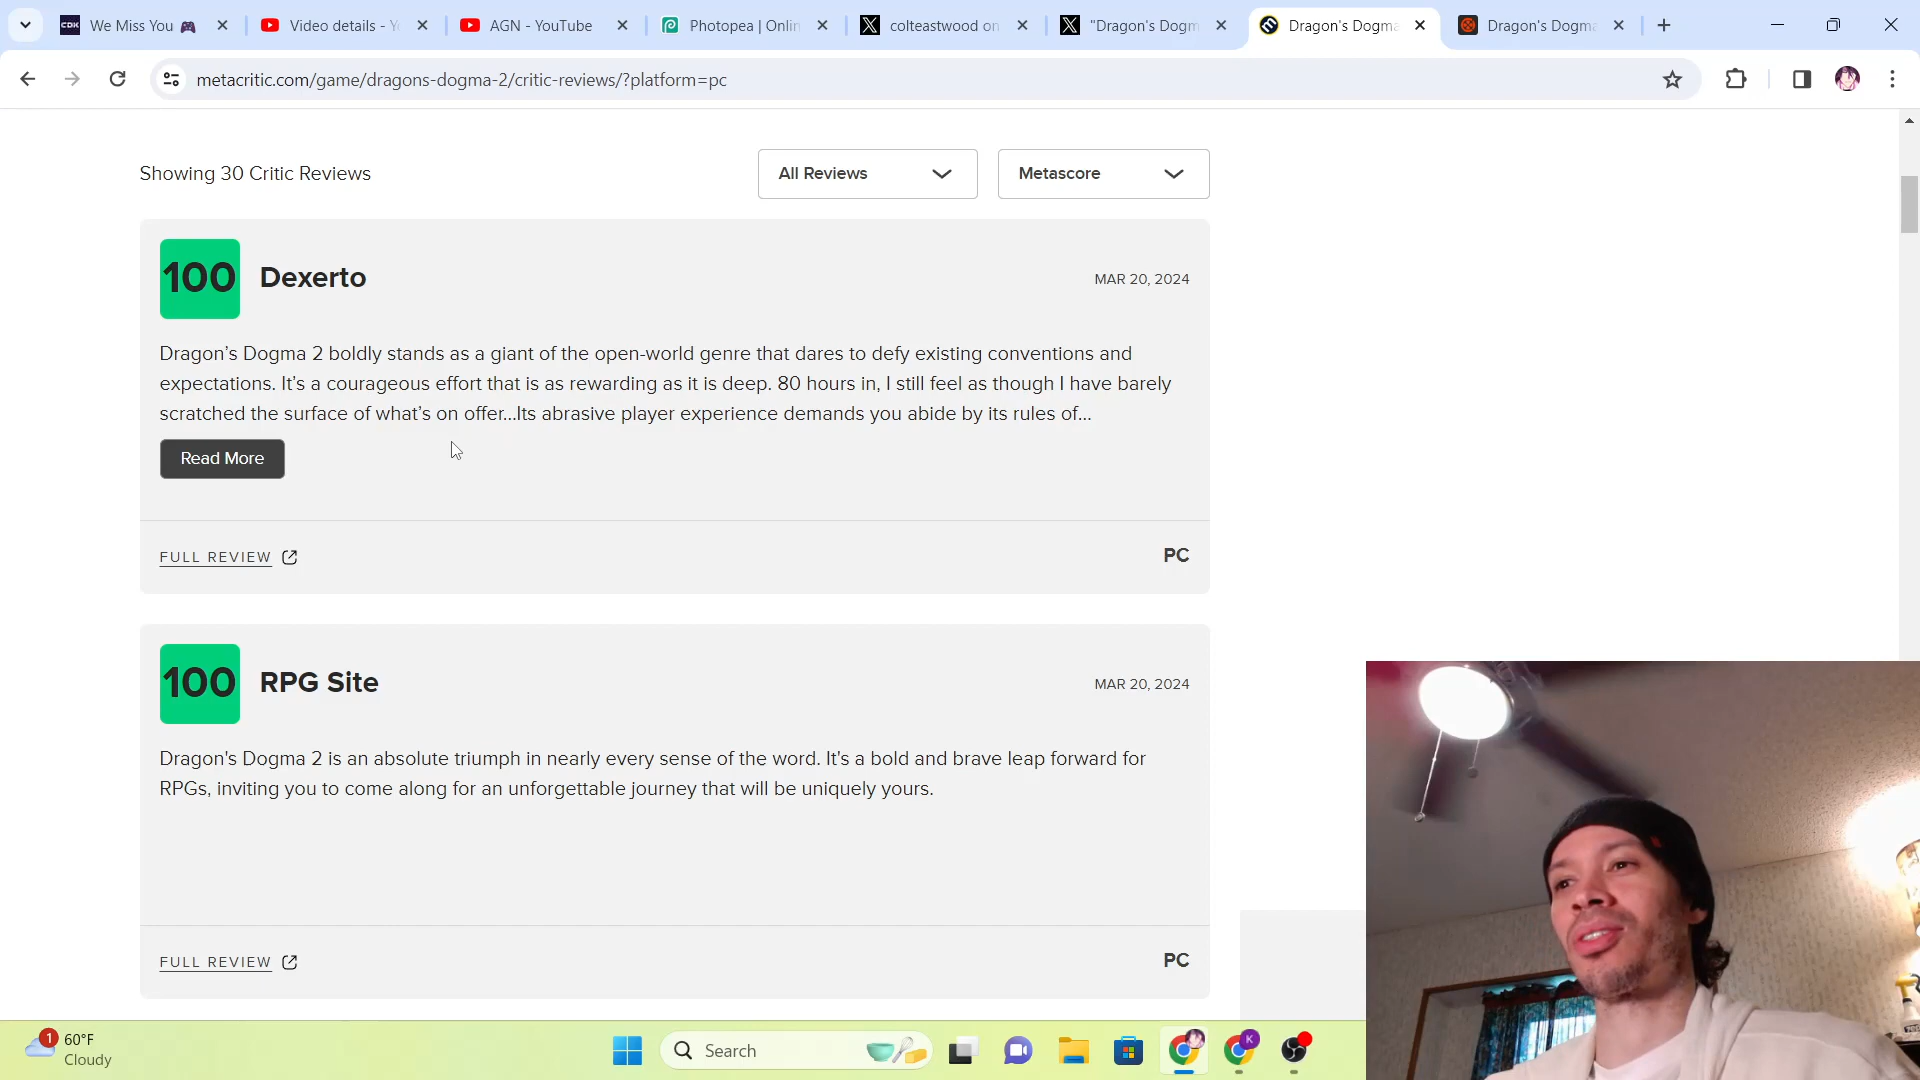 We Miss You 🎮
Video details - Y
AGN - YouTube
Photopea | Onlin
colteastwood on
"Dragon's Dogm
Dragon's Dogma
Dragon's Dogma
metacritic.com/game/dragons-dogma-2/critic-reviews/?platform=pc
Showing 30 Critic Reviews
All Reviews
Metascore
100
Dexerto
MAR 20, 2024
Dragon’s Dogma 2 boldly stands as a giant of the open-world genre that dares to defy existing conventions and
expectations. It’s a courageous effort that is as rewarding as it is deep. 80 hours in, I still feel as though I have barely
scratched the surface of what’s on offer...Its abrasive player experience demands you abide by its rules of...
Read More
FULL REVIEW
PC
100
RPG Site
MAR 20, 2024
Dragon's Dogma 2 is an absolute triumph in nearly every sense of the word. It's a bold and brave leap forward for
RPGs, inviting you to come along for an unforgettable journey that will be uniquely yours.
FULL REVIEW
PC
1
60°F
Cloudy
Search
K